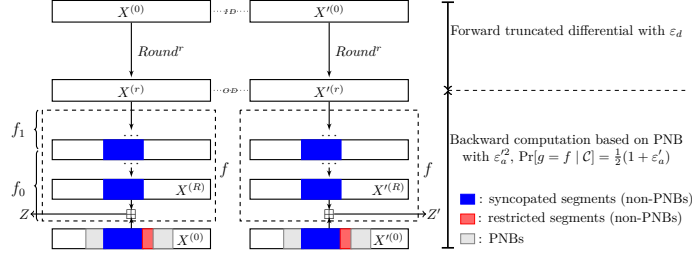 X^{(0)} ID X'^{(0)}
Forward truncated differential with ε_d
Round^r Round^r
X^{(r)} OD X'^{(r)}
f_1
...
...
Backward computation based on PNB
with ε'^2_a, Pr[g = f | C] = 1/2(1 + ε'_a)
...
...
f f
f_0 X^{(R)} X'^{(R)}
: syncopated segments (non-PNBs)
Z Z'
: restricted segments (non-PNBs)
X^{(0)} X'^{(0)}
: PNBs